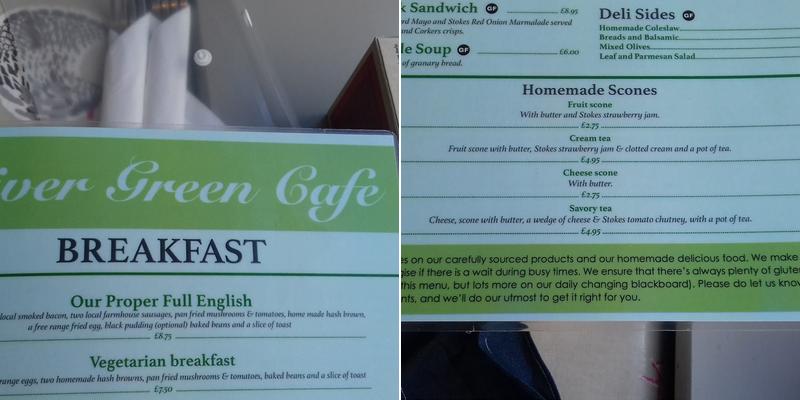 Green Cafe
BREAKFAST
Our Proper Full English
local smoked bacon, two local farmhouse sausages, pan fried mushrooms & tomatoes, home made hash brown,
a free range fried egg, black pudding (optional) baked beans and a slice of toast
£8.75
Vegetarian breakfast
eggs, two homemade hash browns, pan fried mushrooms & tomatoes, baked beans and a slice of toast
£7.50
Sandwich GF £8.95
Mayo and Stokes Red Onion Marmalade served
and Corkers crisps.
Soup GF £6.00
of granary bread.
Deli Sides GF
Homemade Coleslaw
Breads and Balsamic
Mixed Olives
Leaf and Parmesan Salad
Homemade Scones
Fruit scone
With butter and Stokes strawberry jam.
£2.75
Cream tea
Fruit scone with butter, Stokes strawberry jam & clotted cream and a pot of tea.
£4.95
Cheese scone
With butter.
£2.75
Savory tea
Cheese, scone with butter, a wedge of cheese & Stokes tomato chutney, with a pot of tea.
£4.95
on our carefully sourced products and our homemade delicious food. We make
if there is a wait during busy times. We ensure that there's always plenty of
this menu, but lots more on our daily changing blackboard). Please do let us
and we'll do our utmost to get it right for you.